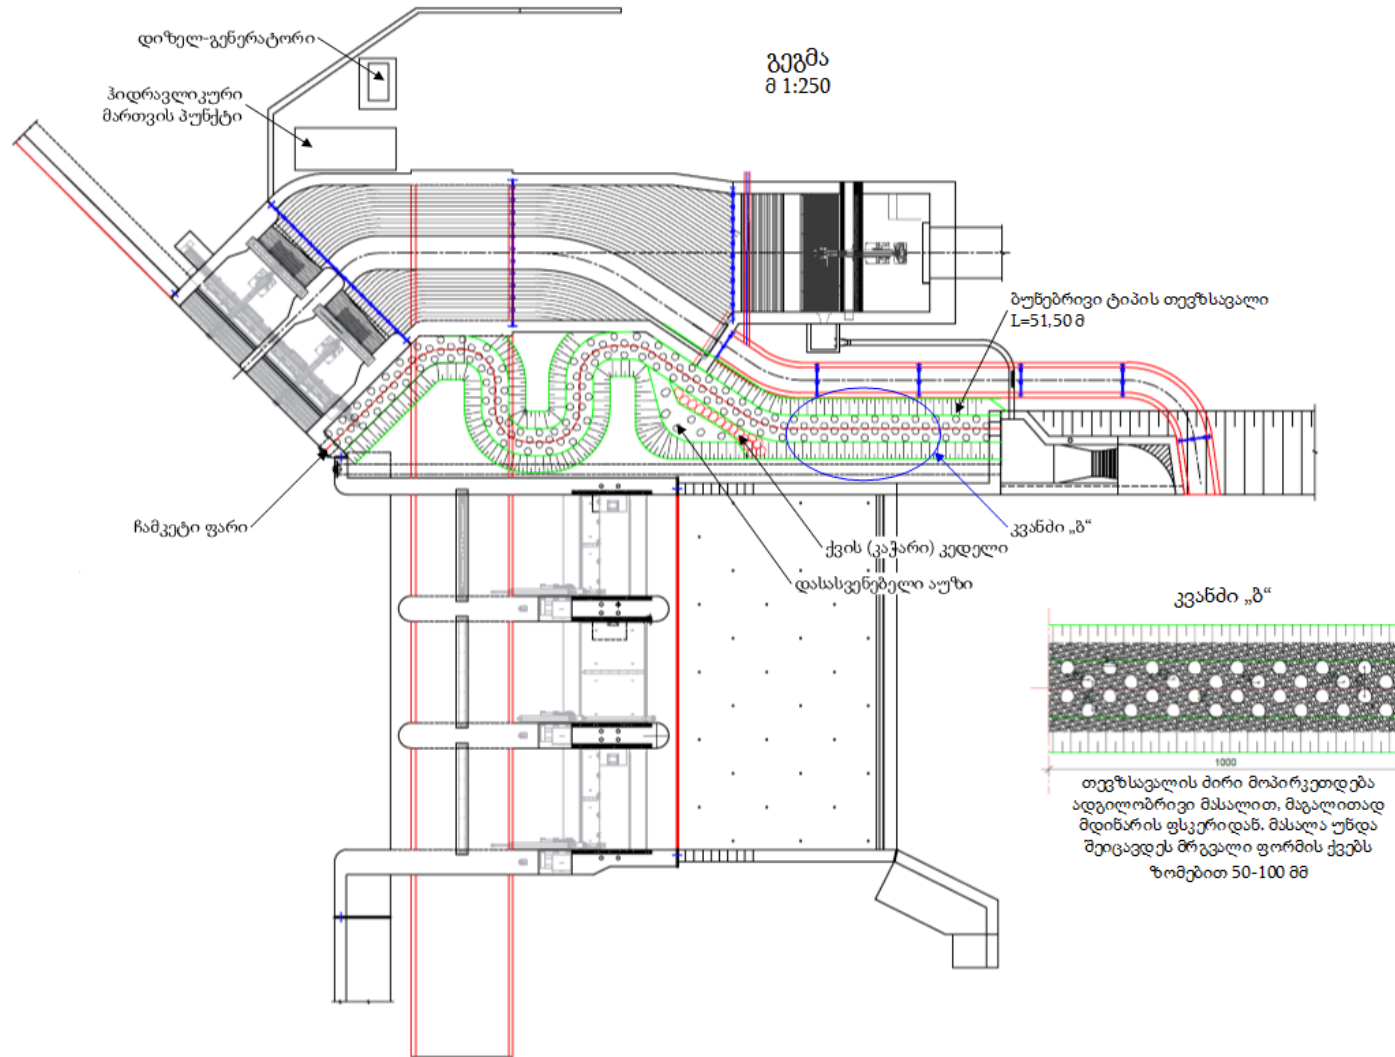 დიზელ-გენერატორი
ჰიდრავლიკური
მართვის პუნქტი
გეგმა
მ 1:250
ბუნებრივი ტიპის თევზსავალი
L=51,50 მ
ჩამკეტი ფარი
კვანძი „ბ“
ქვის (კაჭარი) კედელი
დასასვენებელი აუზი
კვანძი „ბ“
1000
თევზსავალის ძირი მოპირკეთდება
ადგილობრივი მასალით, მაგალითად
მდინარის ფსკერიდან. მასალა უნდა
შეიცავდეს მრგვალი ფორმის ქვებს
ზომებით 50-100 მმ